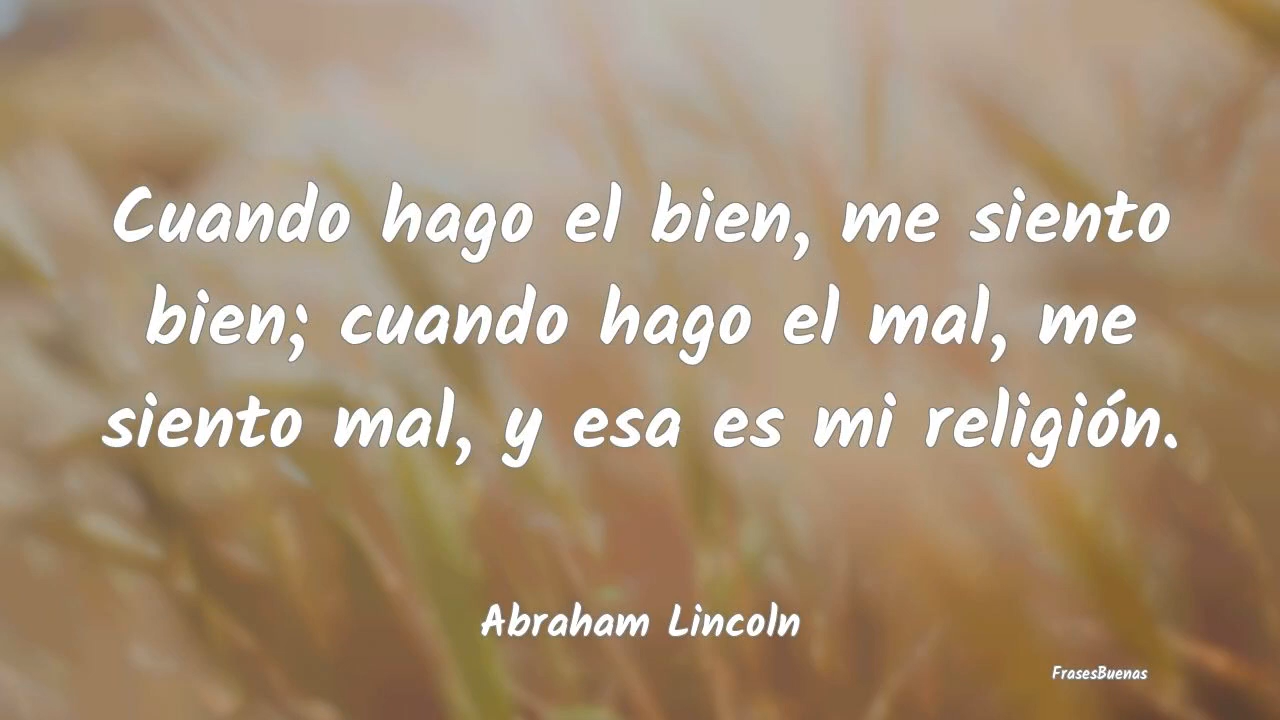 Cuando hago el bien, me siento
bien; cuando hago el mal, me
siento mal, y esa es mi religión.
Abraham Lincoln
FrasesBuenas